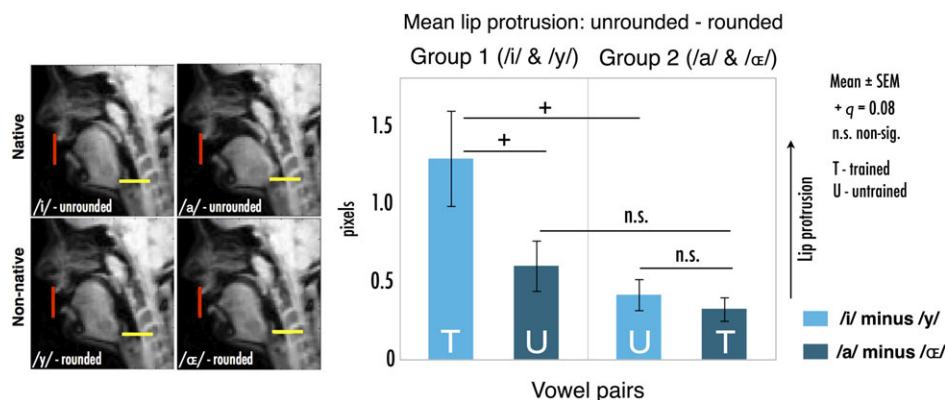 Mean lip protrusion: unrounded - rounded
Group 1 (/i/ & /y/)
Group 2 (/a/ & /ɶ/)
Native
/i/ - unrounded
/a/ - unrounded
Non-native
/y/ - rounded
/ɶ/ - rounded
pixels
1.5
1.0
0.5
0
+
+
n.s.
n.s.
T
U
U
T
Vowel pairs
Mean ± SEM
+ q = 0.08
n.s. non-sig.
T - trained
U - untrained
Lip protrusion
/i/ minus /y/
/a/ minus /ɶ/